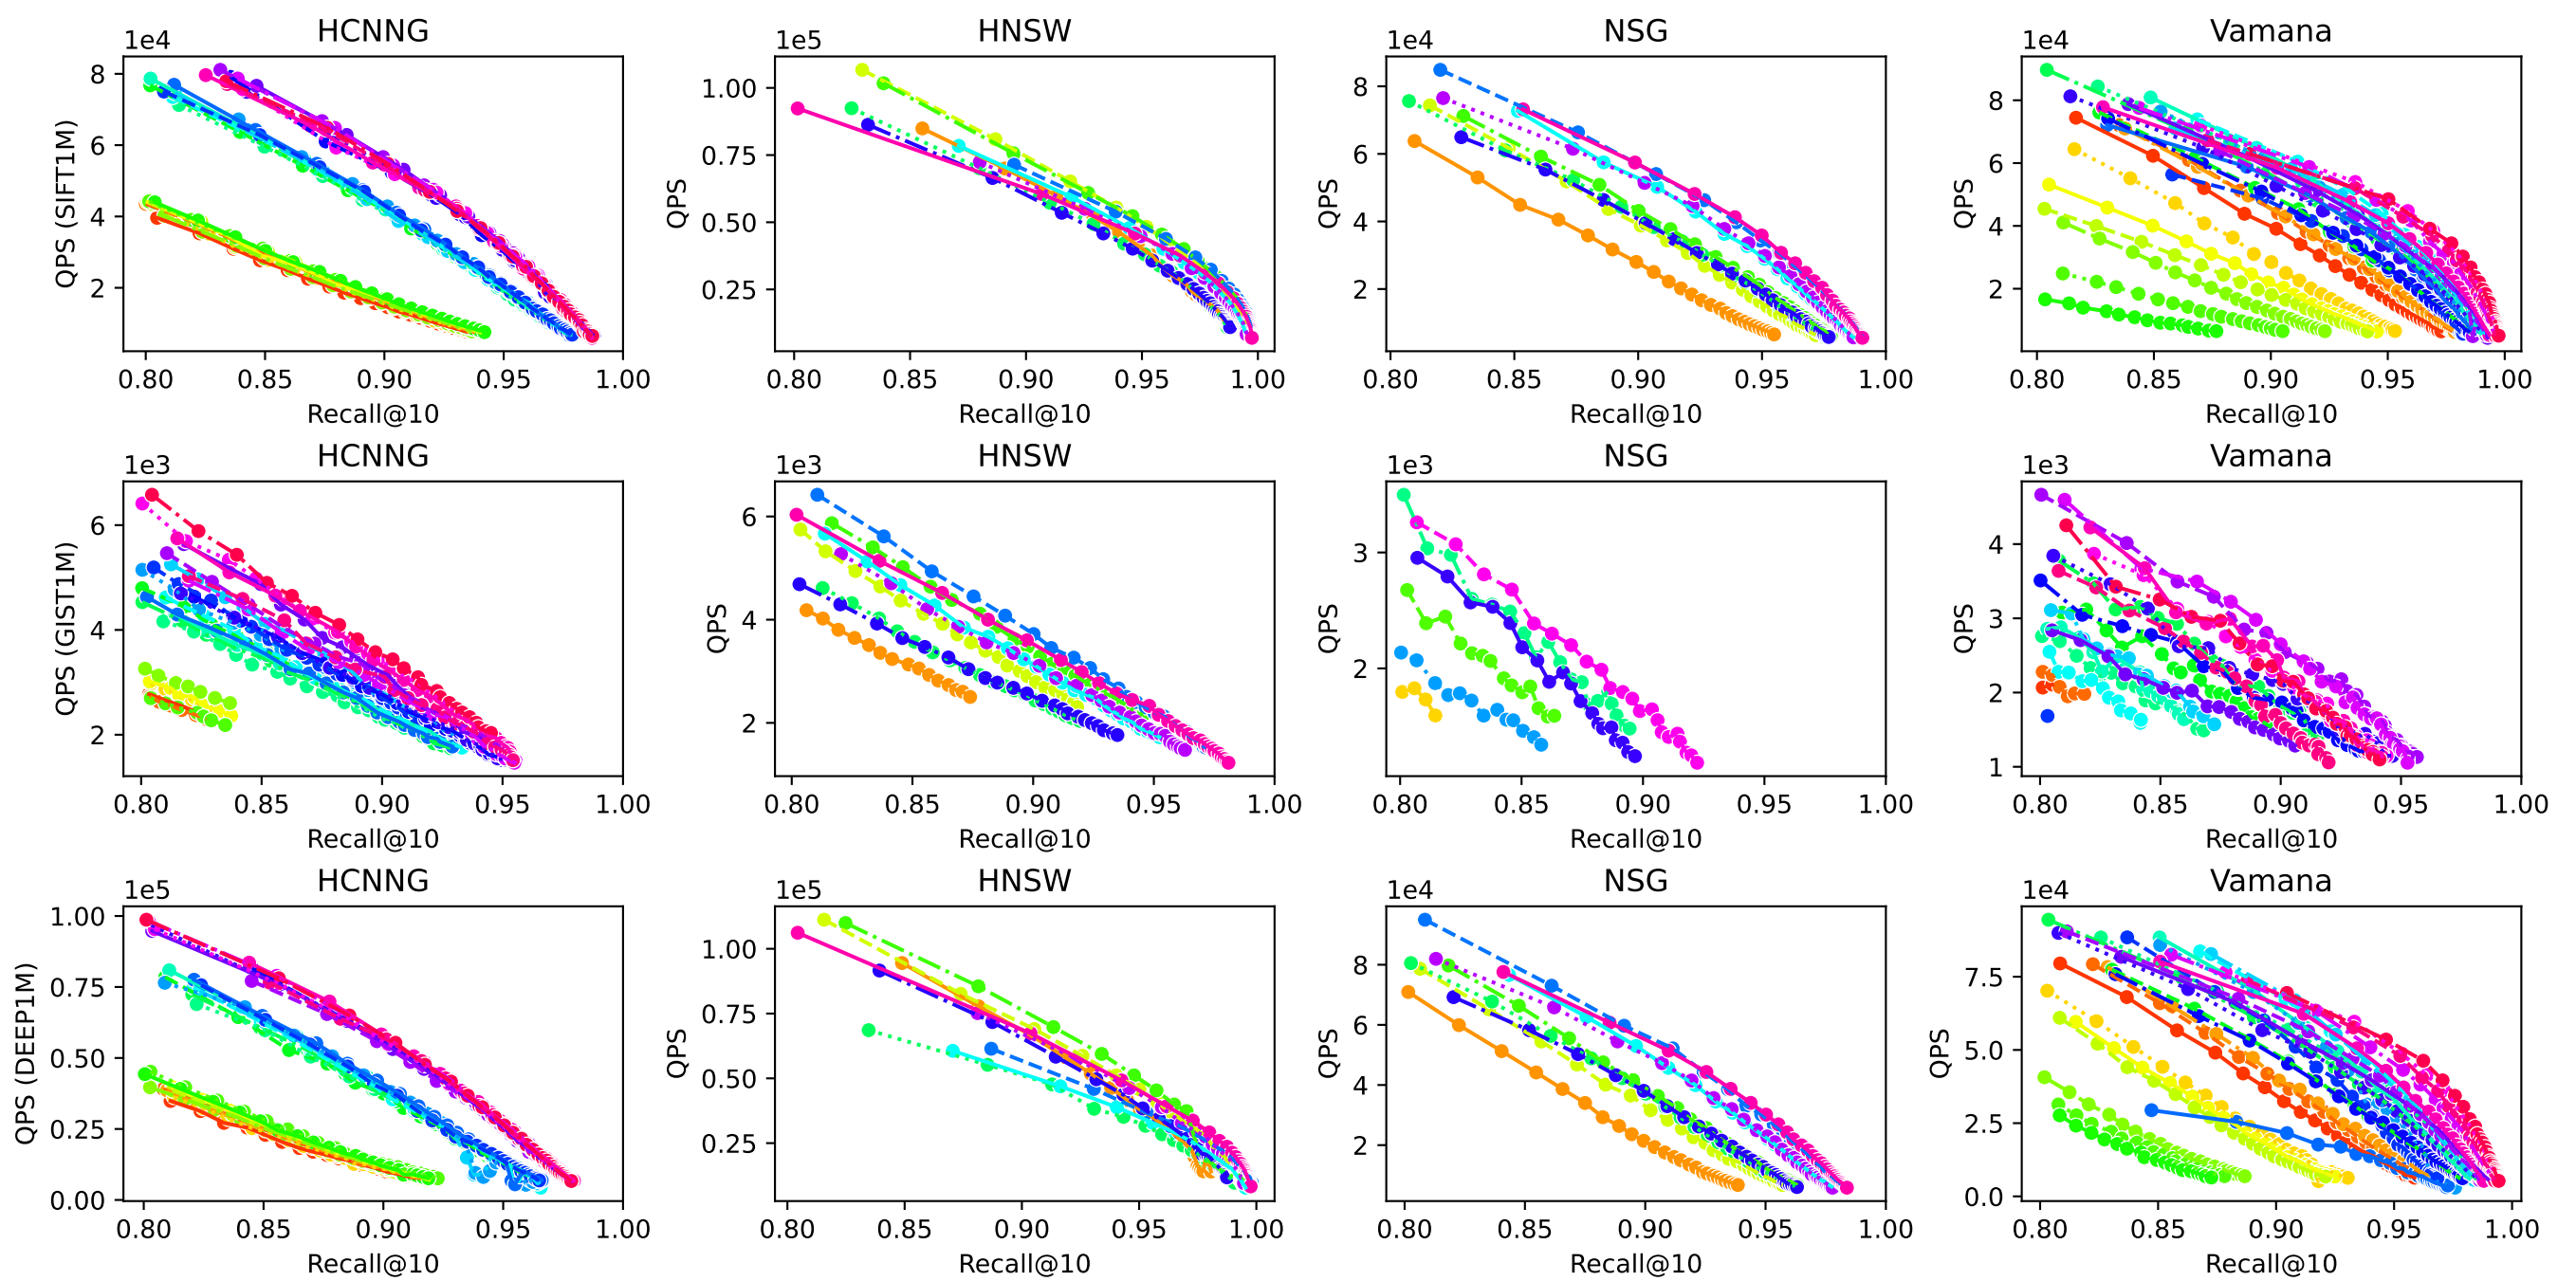 HCNNG HNSW NSG Vamana
1e4 1e5 1e4 1e4
QPS (SIFT1M) QPS QPS QPS
8 6 4 2
1.00 0.75 0.50 0.25
8 6 4 2
8 6 4 2
0.80 0.85 0.90 0.95 1.00 0.80 0.85 0.90 0.95 1.00 0.80 0.85 0.90 0.95 1.00 0.80 0.85 0.90 0.95 1.00
Recall@10 Recall@10 Recall@10 Recall@10
HCNNG HNSW NSG Vamana
1e3 1e3 1e3 1e3
QPS (GIST1M) QPS QPS QPS
6 4 2
6 4 2
3 2
4 3 2 1
0.80 0.85 0.90 0.95 1.00 0.80 0.85 0.90 0.95 1.00 0.80 0.85 0.90 0.95 1.00 0.80 0.85 0.90 0.95 1.00
Recall@10 Recall@10 Recall@10 Recall@10
HCNNG HNSW NSG Vamana
1e5 1e5 1e4 1e4
QPS (DEEP1M) QPS QPS QPS
1.00 0.75 0.50 0.25 0.00
1.00 0.75 0.50 0.25
8 6 4 2
7.5 5.0 2.5 0.0
0.80 0.85 0.90 0.95 1.00 0.80 0.85 0.90 0.95 1.00 0.80 0.85 0.90 0.95 1.00 0.80 0.85 0.90 0.95 1.00
Recall@10 Recall@10 Recall@10 Recall@10